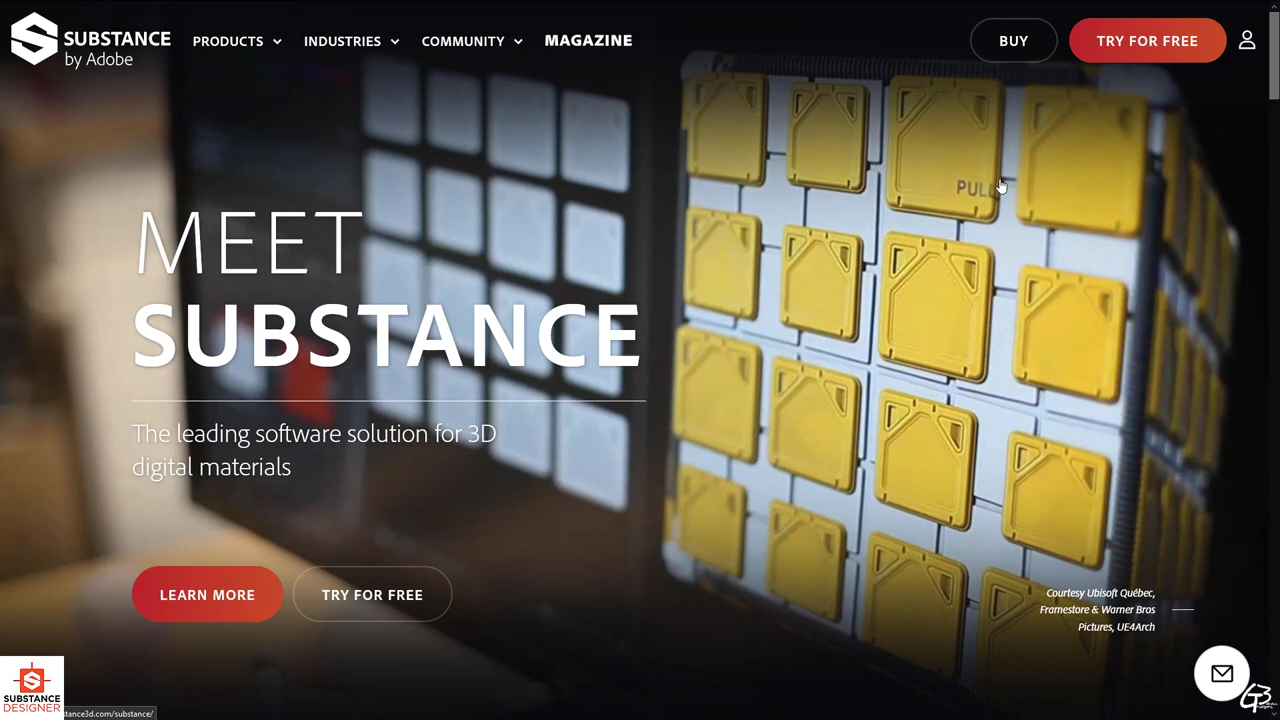 SUBSTANCE
by Adobe
PRODUCTS
INDUSTRIES
COMMUNITY
MAGAZINE
BUY
TRY FOR FREE
PULL
MEET
SUBSTANCE
The leading software solution for 3D
digital materials
LEARN MORE
TRY FOR FREE
Courtesy Ubisoft Québec,
Framestore & Warner Bros
Pictures, UE4Arch
SUBSTANCE
DESIGNER
stance3d.com/substance/